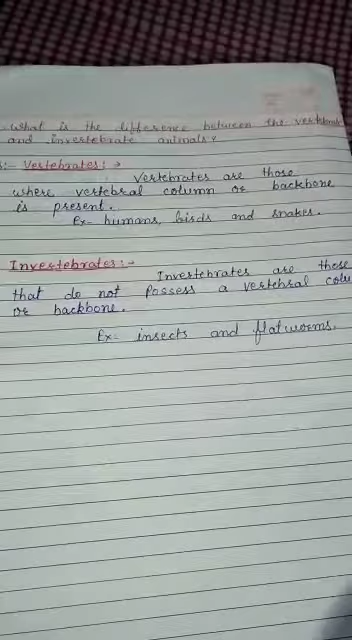 What is the difference between the vertebrate
and invertebrate animals?
:- Vertebrates:→
Vertebrates are those
where vertebral column or backbone
is present.
Ex- humans, birds and snakes.
Invertebrates:→
Invertebrates are those
that do not possess a vertebral colu
or backbone.
Ex- insects and flatworms.